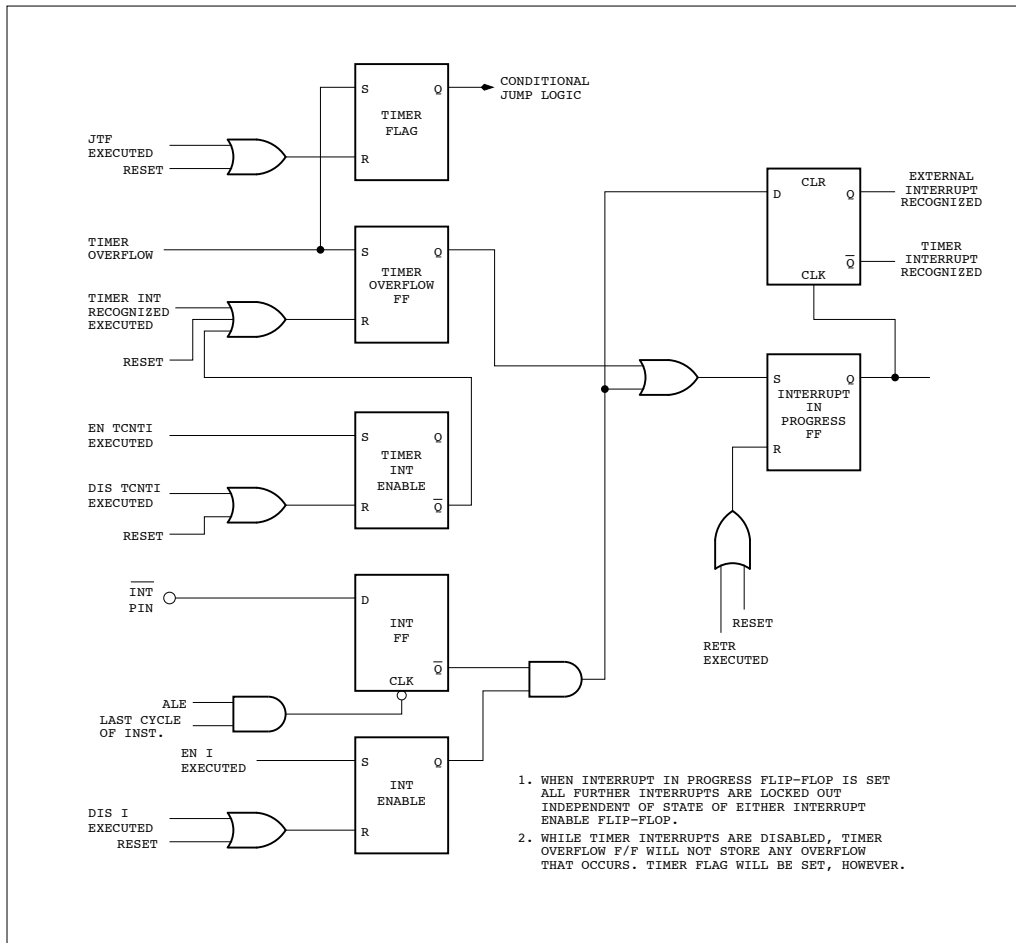 S
Q
TIMER
FLAG
R
CONDITIONAL
JUMP LOGIC
JTF
EXECUTED
RESET
TIMER
OVERFLOW
S
Q
TIMER
OVERFLOW
FF
R
TIMER INT
RECOGNIZED
EXECUTED
RESET
CLR
D
Q
Q
CLK
EXTERNAL
INTERRUPT
RECOGNIZED
TIMER
INTERRUPT
RECOGNIZED
S
Q
INTERRUPT
IN
PROGRESS
FF
R
EN TCNTI
EXECUTED
S
Q
TIMER
INT
ENABLE
R
Q
DIS TCNTI
EXECUTED
RESET
INT
PIN
D
INT
FF
Q
CLK
RESET
RETR
EXECUTED
ALE
LAST CYCLE
OF INST.
EN I
EXECUTED
S
Q
INT
ENABLE
R
DIS I
EXECUTED
RESET
1. WHEN INTERRUPT IN PROGRESS FLIP-FLOP IS SET
ALL FURTHER INTERRUPTS ARE LOCKED OUT
INDEPENDENT OF STATE OF EITHER INTERRUPT
ENABLE FLIP-FLOP.
2. WHILE TIMER INTERRUPTS ARE DISABLED, TIMER
OVERFLOW F/F WILL NOT STORE ANY OVERFLOW
THAT OCCURS. TIMER FLAG WILL BE SET, HOWEVER.